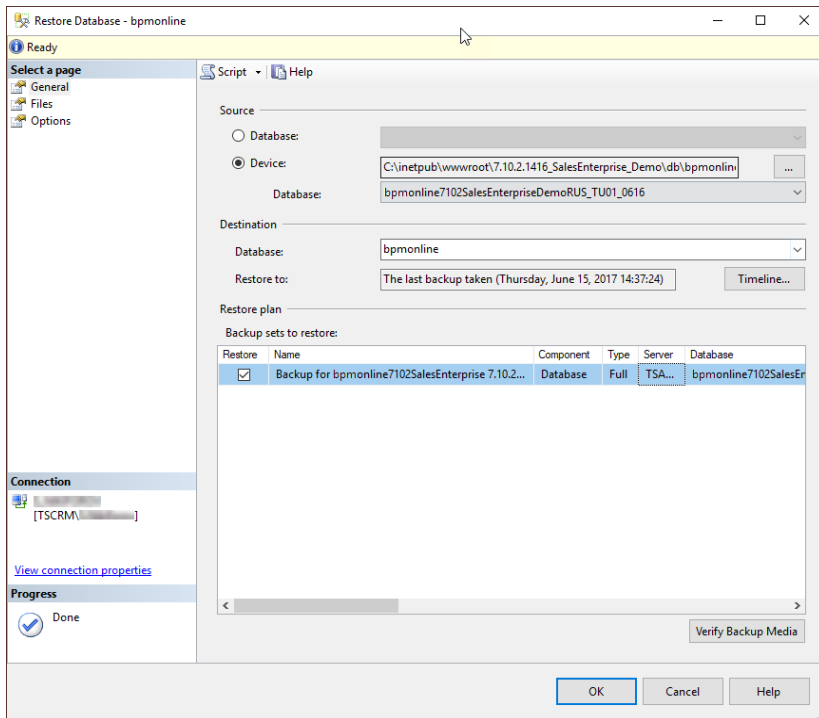 Restore Database - bpmonline
Ready
Select a page
General
Files
Options
Script
Help
Source
Database:
Device:
C:\inetpub\wwwroot\7.10.2.1416_SalesEnterprise_Demo\db\bpmonlin
...
Database:
bpmonline7102SalesEnterpriseDemoRUS_TU01_0616
Destination
Database:
bpmonline
Restore to:
The last backup taken (Thursday, June 15, 2017 14:37:24)
Timeline...
Restore plan
Backup sets to restore:
Restore Name Component Type Server Database
Backup for bpmonline7102SalesEnterprise 7.10.2... Database Full TSA... bpmonline7102SalesEr
Connection
[TSCRM\ ]
View connection properties
Progress
Done
Verify Backup Media
OK
Cancel
Help